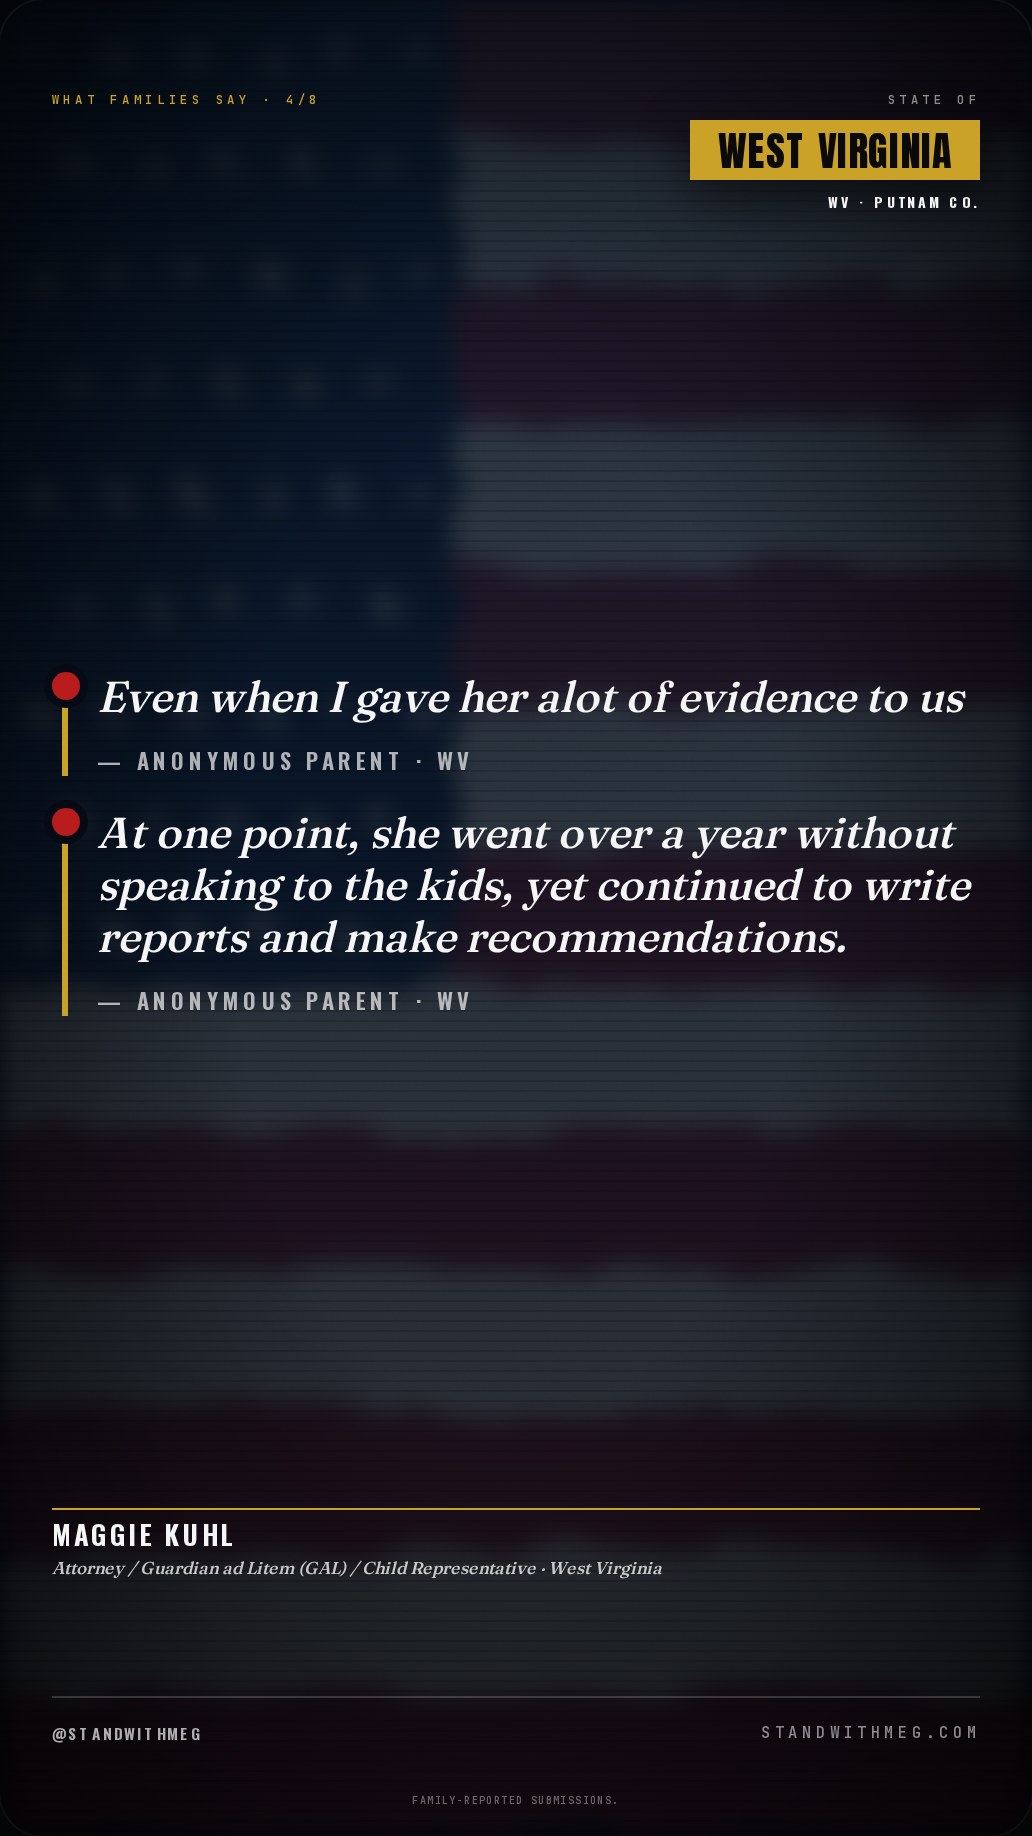 WHAT FAMILIES SAY · 4/8
STATE OF
WEST VIRGINIA
WV · PUTNAM CO.
Even when I gave her alot of evidence to us
— ANONYMOUS PARENT · WV
At one point, she went over a year without
speaking to the kids, yet continued to write
reports and make recommendations.
— ANONYMOUS PARENT · WV
MAGGIE KUHL
Attorney / Guardian ad Litem (GAL) / Child Representative · West Virginia
@STANDWITHMEG
STANDWITHMEG.COM
FAMILY-REPORTED SUBMISSIONS.